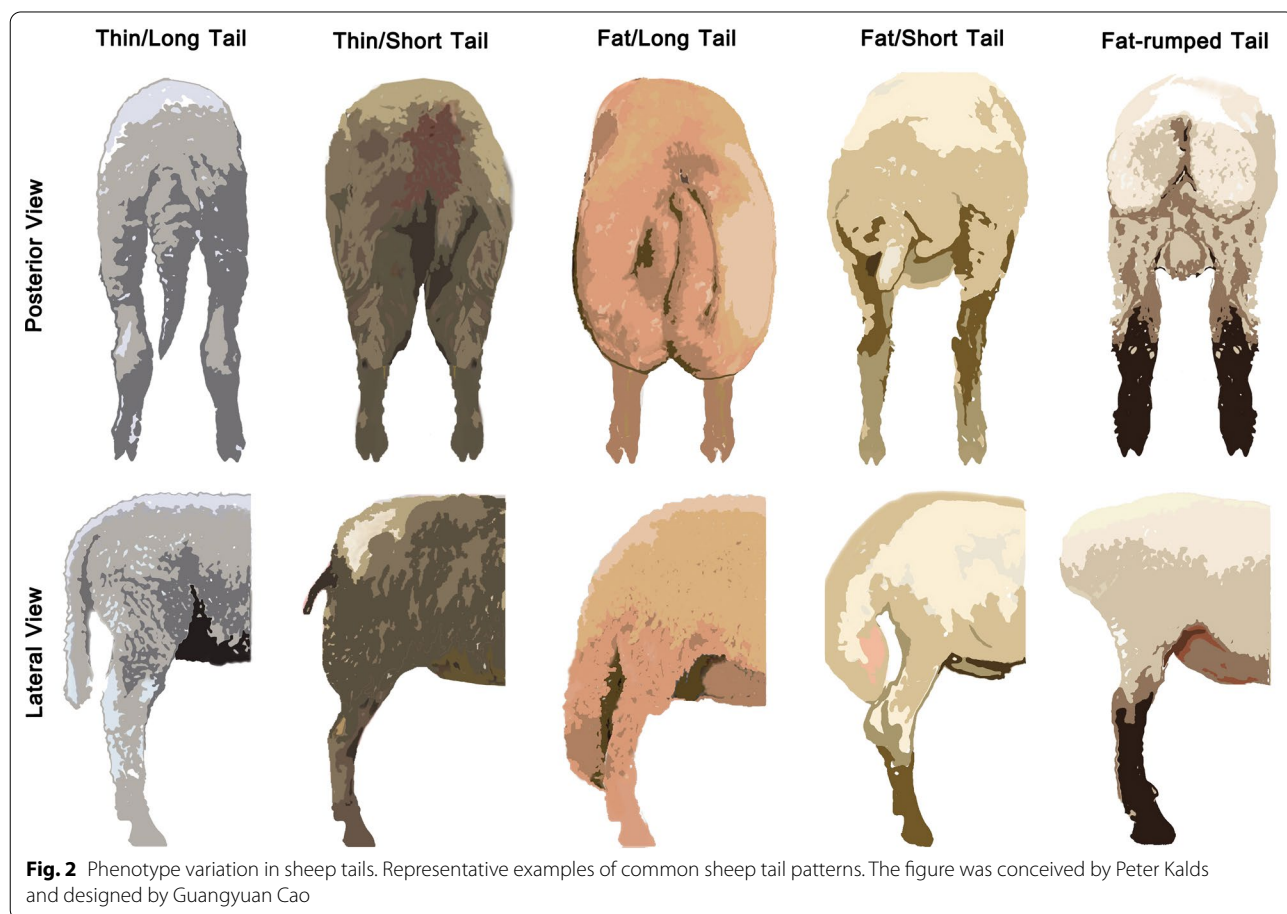 Thin/Long Tail Thin/Short Tail Fat/Long Tail Fat/Short Tail Fat-rumped Tail
Posterior View
Lateral View
Fig. 2 Phenotype variation in sheep tails. Representative examples of common sheep tail patterns. The figure was conceived by Peter Kalds
and designed by Guangyuan Cao